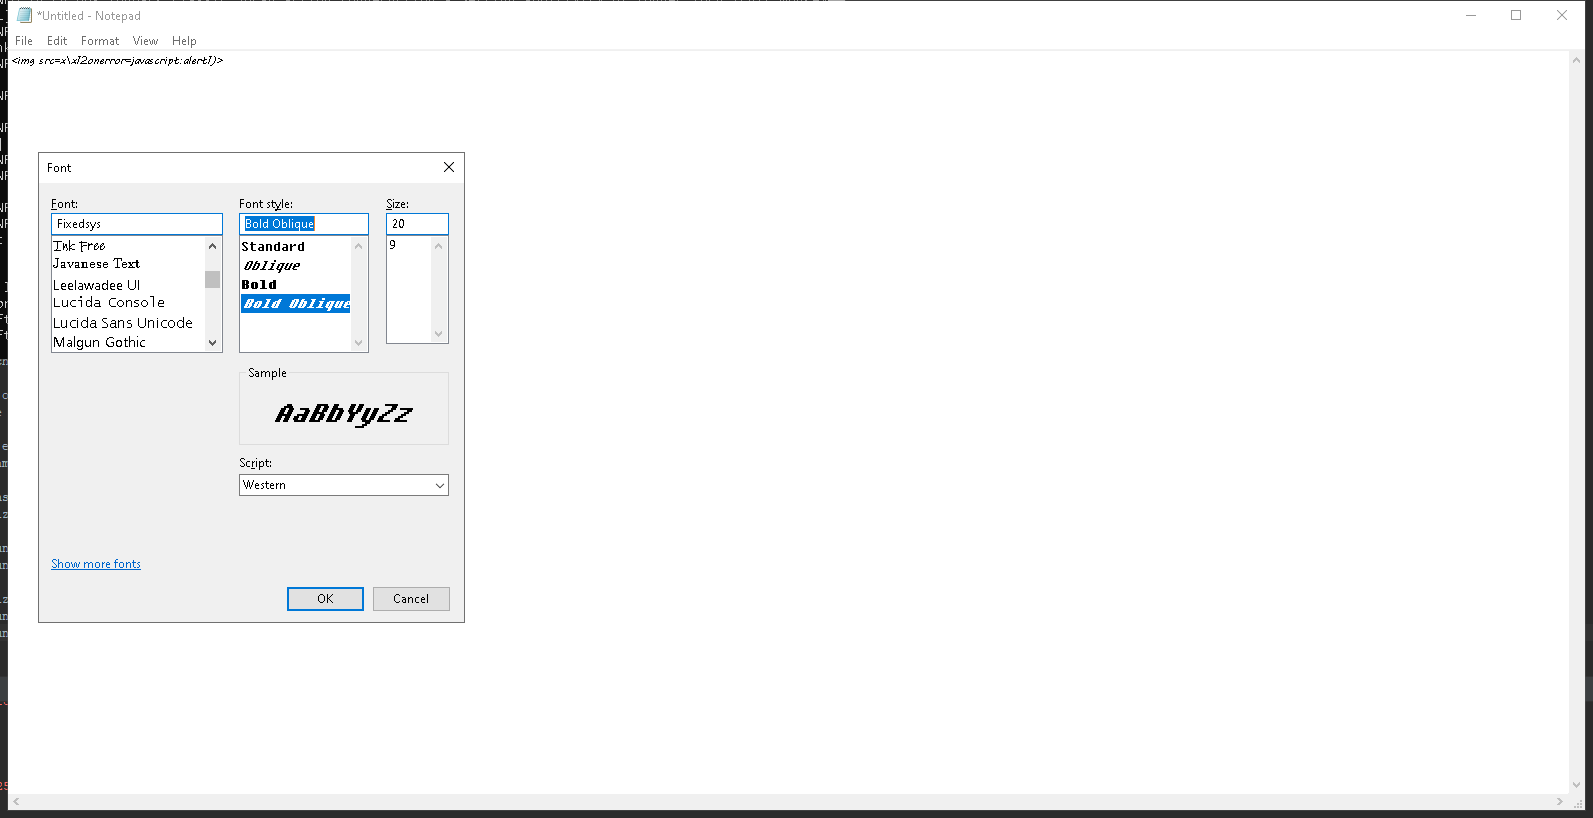 *Untitled - Notepad
File Edit Format View Help
<img src=x\x12onerror=javascript:alert1)>
Font
Font: Font style: Size:
Fixedsys Bold Oblique 20
Ink Free Standard 9
Javanese Text Oblique
Leelawadee UI Bold
Lucida Console Bold Oblique
Lucida Sans Unicode
Malgun Gothic
Sample
AaBbYyZz
Script:
Western
Show more fonts
OK Cancel